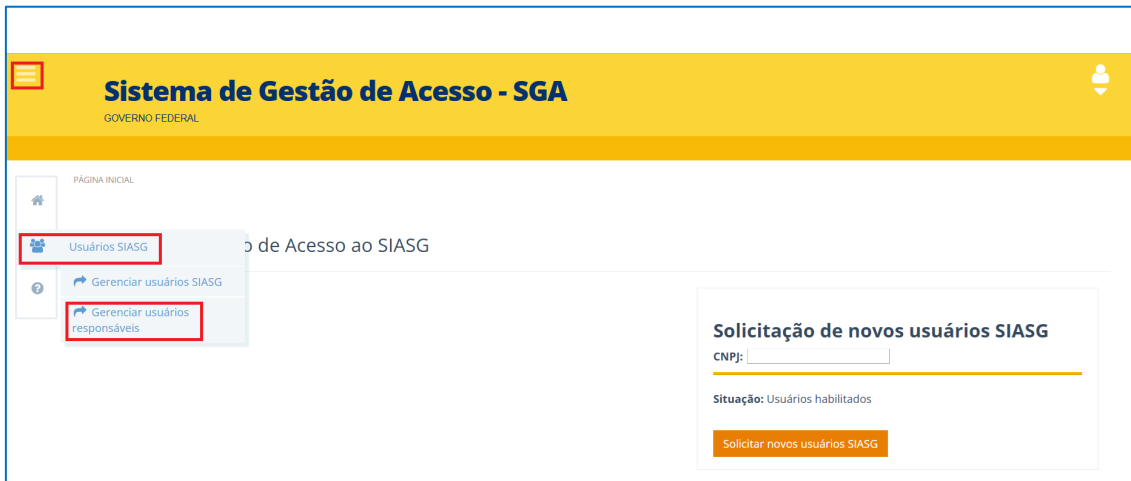 Sistema de Gestão de Acesso - SGA
GOVERNO FEDERAL
PÁGINA INICIAL
Usuários SIASG
o de Acesso ao SIASG
Gerenciar usuários SIASG
Gerenciar usuários
responsáveis
Solicitação de novos usuários SIASG
CNPJ:
Situação: Usuários habilitados
Solicitar novos usuários SIASG